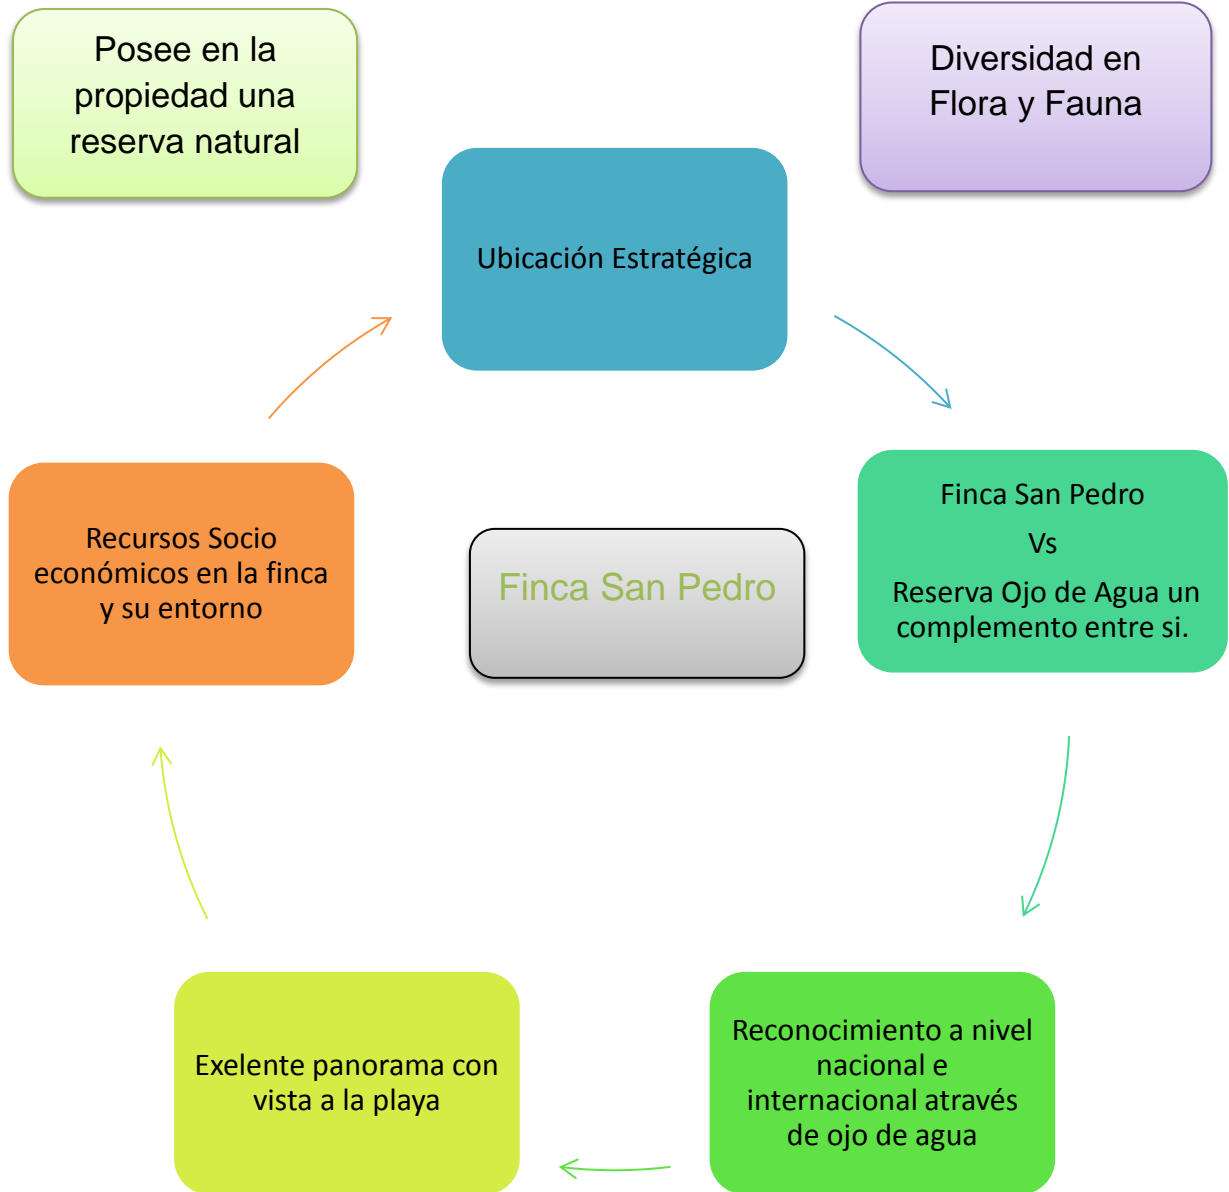 Posee en la
propiedad una
reserva natural
Diversidad en
Flora y Fauna
Ubicación Estratégica
Finca San Pedro
Vs
Reserva Ojo de Agua un
complemento entre si.
Reconocimiento a nivel
nacional e
internacional através
de ojo de agua
Exelente panorama con
vista a la playa
Recursos Socio
económicos en la finca
y su entorno
Finca San Pedro